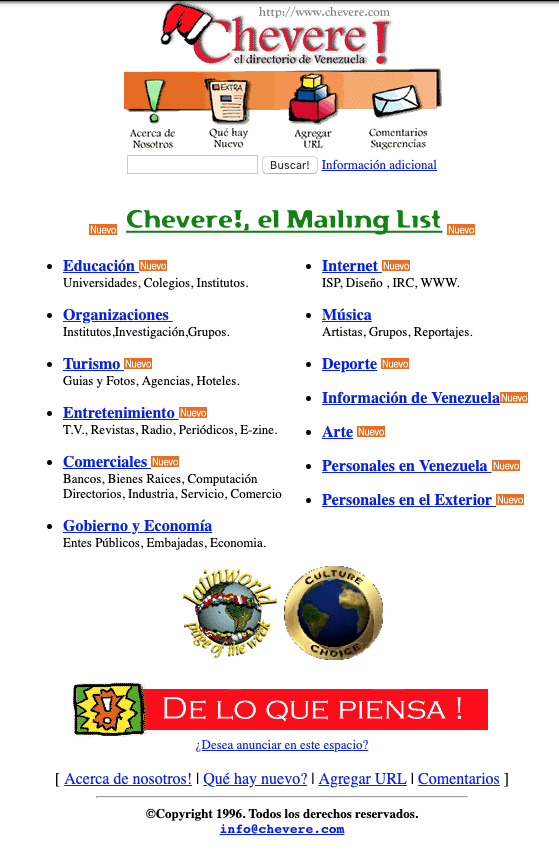 http://www.chevere.com
Chevere!
el directorio de Venezuela
EXTRA
Acerca de Nosotros
Qué hay Nuevo
Agregar URL
Comentarios Sugerencias
Buscar! Información adicional
Nuevo Chevere!, el Mailing List Nuevo
Educación Nuevo
Universidades, Colegios, Institutos.
Organizaciones
Institutos,Investigación,Grupos.
Turismo Nuevo
Guias y Fotos, Agencias, Hoteles.
Entretenimiento Nuevo
T.V., Revistas, Radio, Periódicos, E-zine.
Comerciales Nuevo
Bancos, Bienes Raices, Computación
Directorios, Industria, Servicio, Comercio
Gobierno y Economía
Entes Públicos, Embajadas, Economia.
Internet Nuevo
ISP, Diseño , IRC, WWW.
Música
Artistas, Grupos, Reportajes.
Deporte Nuevo
Información de Venezuela Nuevo
Arte Nuevo
Personales en Venezuela Nuevo
Personales en el Exterior Nuevo
latinworld
page of the week
CULTURE
CHOICE
DE LO QUE PIENSA !
¿Desea anunciar en este espacio?
[ Acerca de nosotros! | Qué hay nuevo? | Agregar URL | Comentarios ]
©Copyright 1996. Todos los derechos reservados.
info@chevere.com